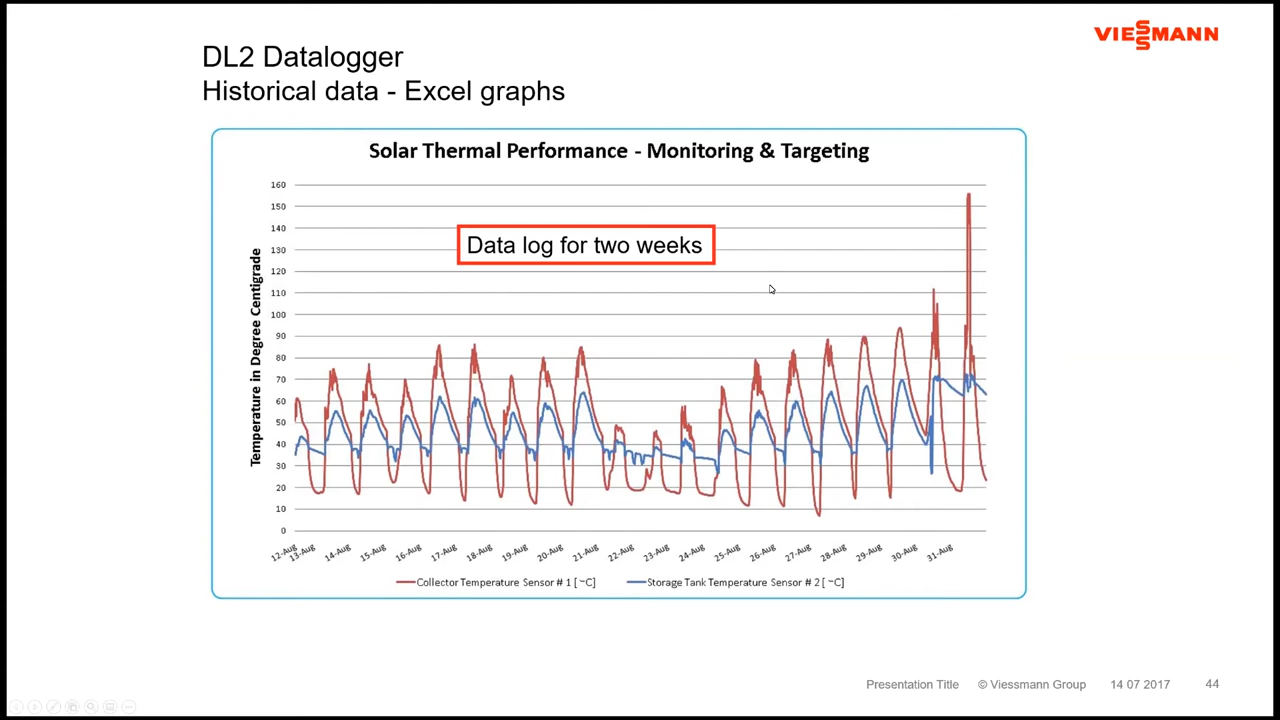 VIESSMANN
DL2 Datalogger
Historical data - Excel graphs
Solar Thermal Performance - Monitoring & Targeting
Data log for two weeks
Temperature in Degree Centigrade
160
150
140
130
120
110
100
90
80
70
60
50
40
30
20
10
0
12-Aug 13-Aug 14-Aug 15-Aug 16-Aug 17-Aug 18-Aug 19-Aug 20-Aug 21-Aug 22-Aug 23-Aug 24-Aug 25-Aug 26-Aug 27-Aug 28-Aug 29-Aug 30-Aug 31-Aug
Collector Temperature Sensor # 1 [ ~C] Storage Tank Temperature Sensor # 2 [ ~C]
Presentation Title © Viessmann Group 14 07 2017 44